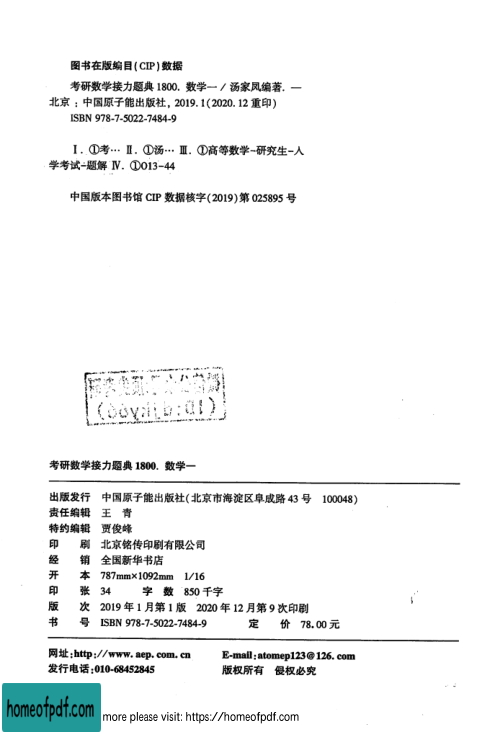 图书在版编目(CIP)数据
考研数学接力题典 1800. 数学一 / 汤家凤编著. —
北京 : 中国原子能出版社, 2019.1(2020.12 重印)
ISBN 978-7-5022-7484-9
Ⅰ. ①考… Ⅱ. ①汤… Ⅲ. ①高等数学-研究生-入
学考试-题解 Ⅳ. ①O13-44
中国版本图书馆 CIP 数据核字(2019)第 025895 号
考研数学接力题典 1800. 数学一
出版发行 中国原子能出版社(北京市海淀区阜成路 43 号 100048)
责任编辑 王 青
特约编辑 贾俊峰
印 刷 北京铭传印刷有限公司
经 销 全国新华书店
开 本 787mm×1092mm 1/16
印 张 34 字 数 850 千字
版 次 2019 年 1 月第 1 版 2020 年 12 月第 9 次印刷
书 号 ISBN 978-7-5022-7484-9 定 价 78.00 元
网址:http://www.aep.com.cn E-mail:atomep123@126.com
发行电话:010-68452845 版权所有 侵权必究
homeofpdf.com
more please visit: https://homeofpdf.com